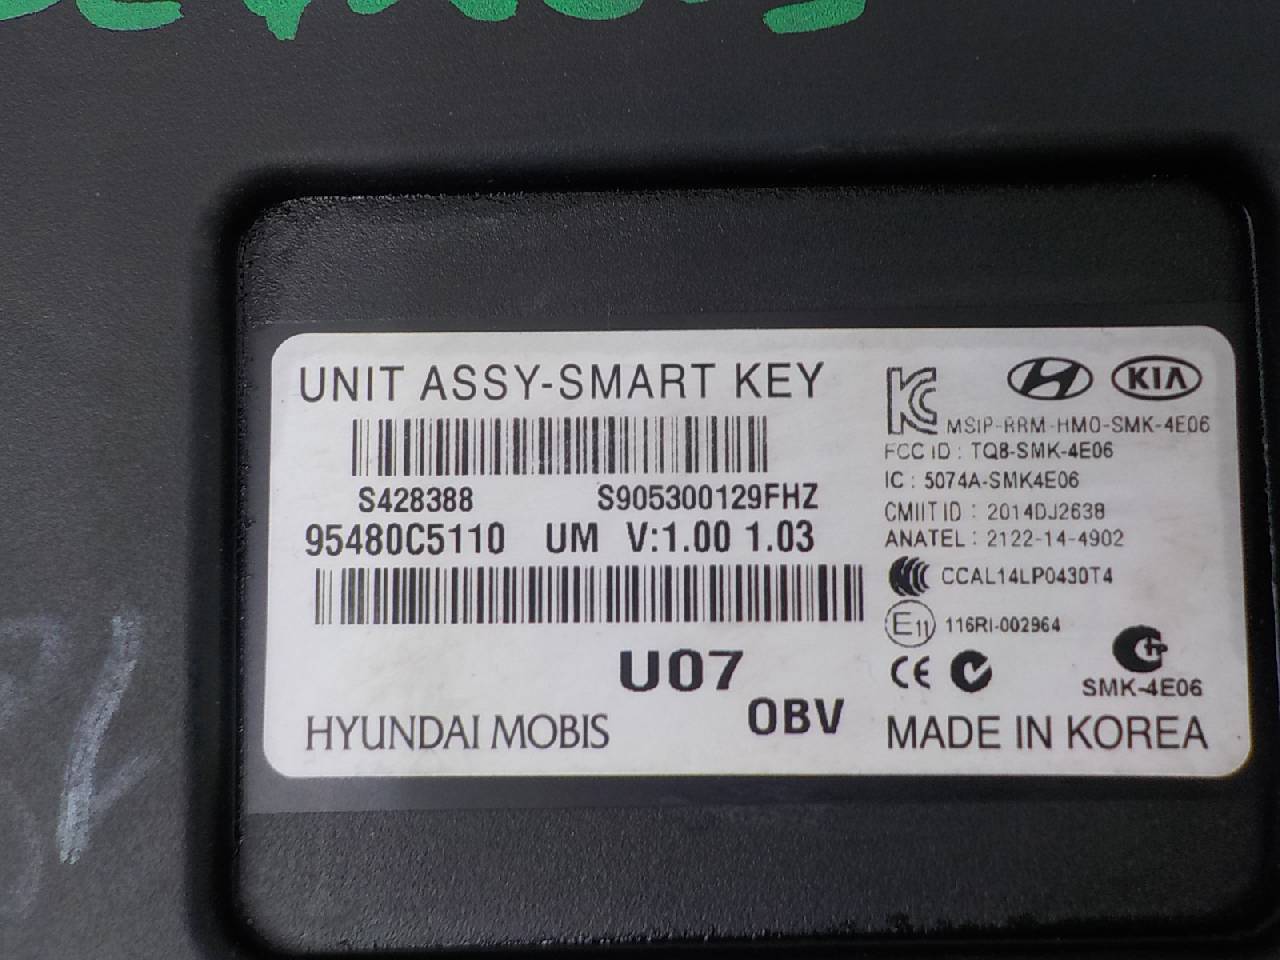 UNIT ASSY-SMART KEY
S428388 S905300129FHZ
95480C5110 UM V:1.00 1.03
U07
OBV
HYUNDAI MOBIS
KC
KIA
MSIP-RRM-HMO-SMK-4E06
FCC ID : TQ8-SMK-4E06
IC : 5074A-SMK4E06
CMIIT ID : 2014DJ2638
ANATEL : 2122-14-4902
CCAL14LP0430T4
E11 116RI-002964
CE
SMK-4E06
MADE IN KOREA